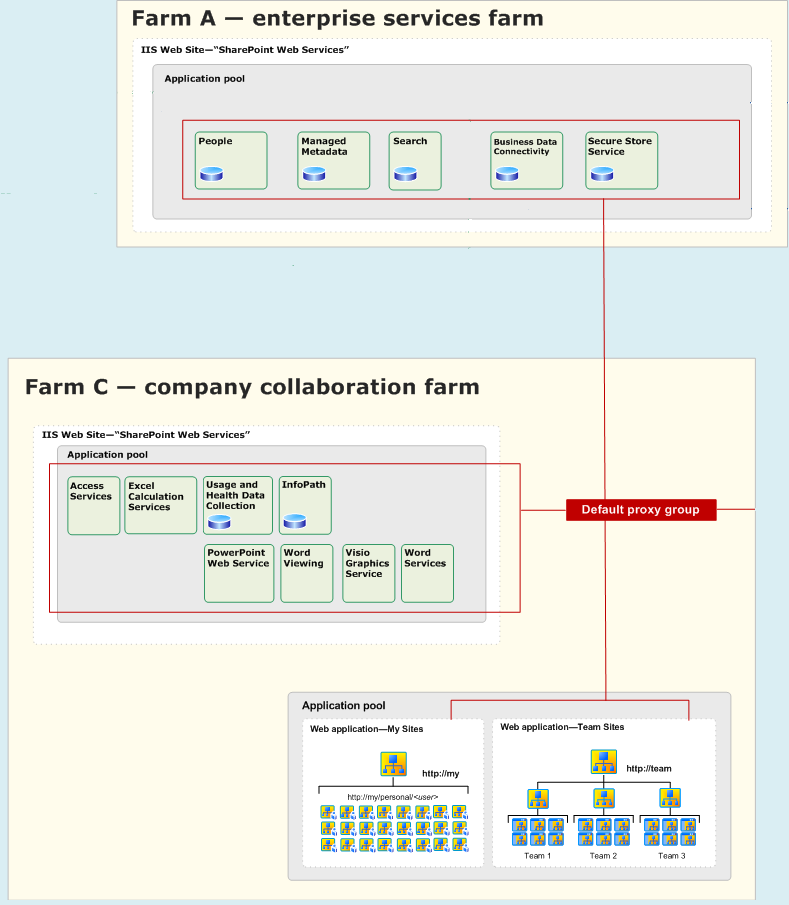 Farm A — enterprise services farm
IIS Web Site—“SharePoint Web Services”
Application pool
People
Managed
Metadata
Search
Business Data
Connectivity
Secure Store
Service
Farm C — company collaboration farm
IIS Web Site—“SharePoint Web Services”
Application pool
Access
Services
Excel
Calculation
Services
Usage and
Health Data
Collection
InfoPath
PowerPoint
Web Service
Word
Viewing
Visio
Graphics
Service
Word
Services
Default proxy group
Application pool
Web application—My Sites
http://my
http://my/personal/<user>
Web application—Team Sites
http://team
Team 1
Team 2
Team 3